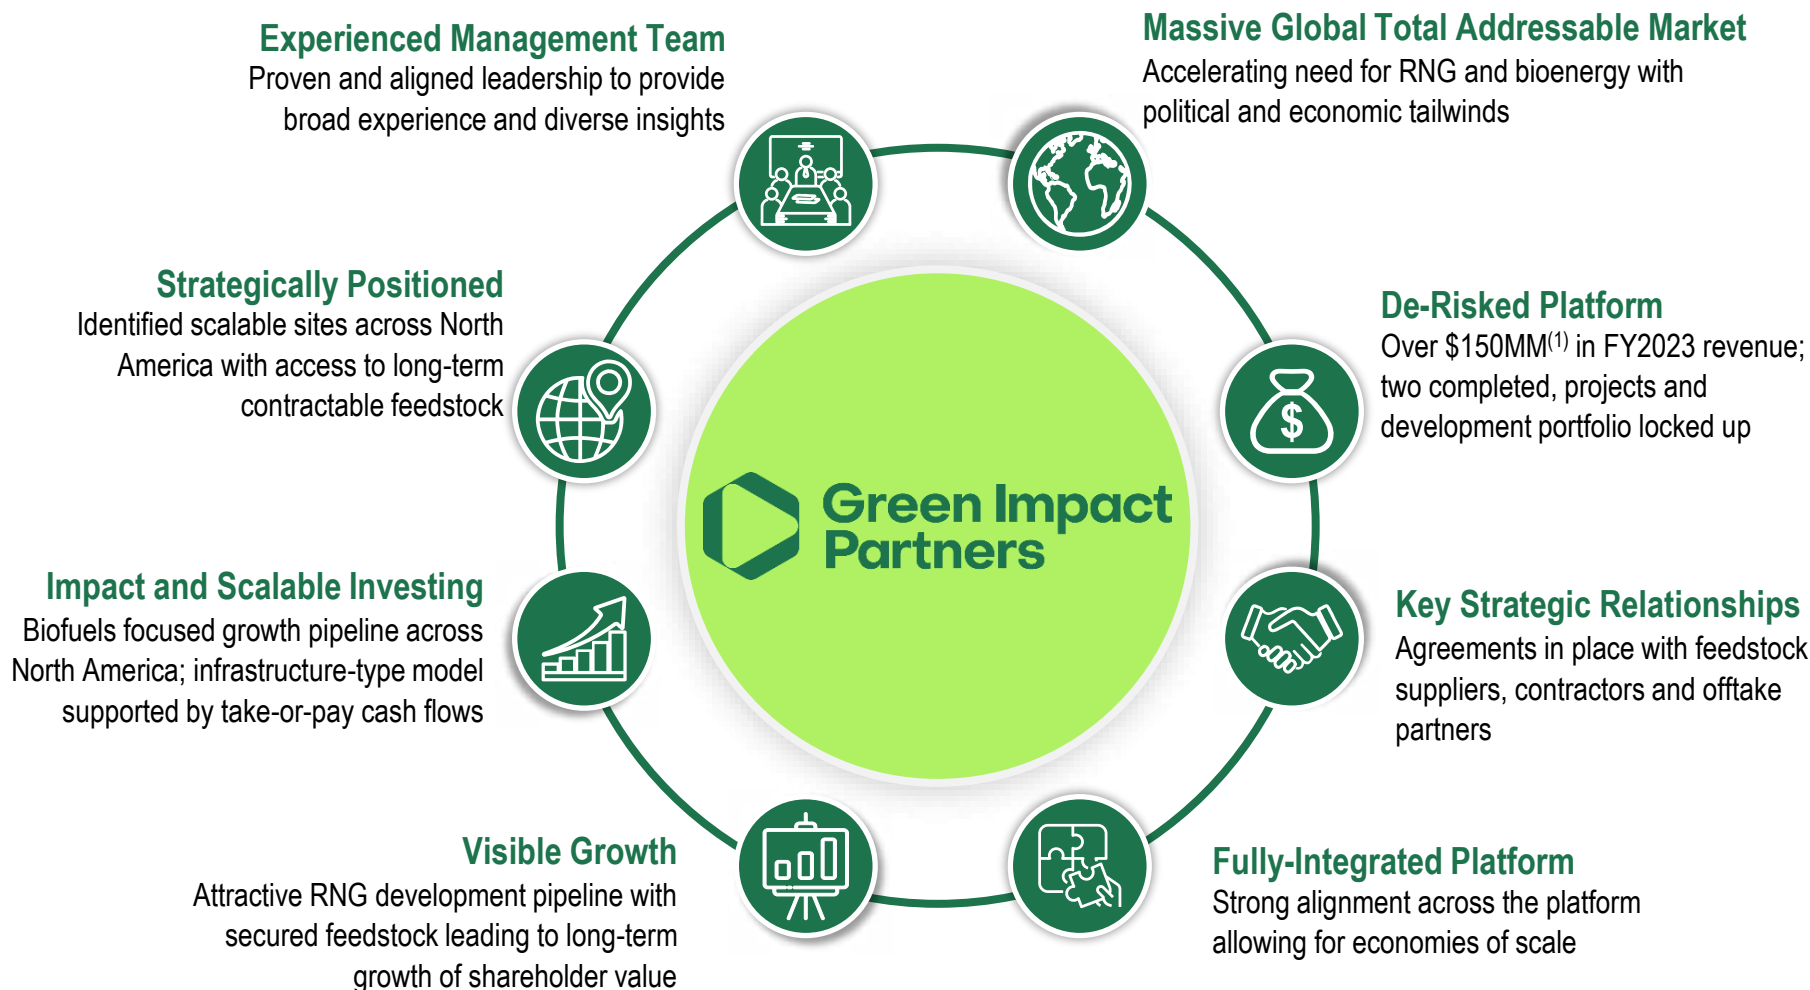 Experienced Management Team
Proven and aligned leadership to provide
broad experience and diverse insights
Massive Global Total Addressable Market
Accelerating need for RNG and bioenergy with
political and economic tailwinds
Strategically Positioned
Identified scalable sites across North
America with access to long-term
contractable feedstock
De-Risked Platform
Over $150MM(1) in FY2023 revenue;
two completed, projects and
development portfolio locked up
$
Green Impact
Partners
Impact and Scalable Investing
Biofuels focused growth pipeline across
North America; infrastructure-type model
supported by take-or-pay cash flows
Key Strategic Relationships
Agreements in place with feedstock
suppliers, contractors and offtake
partners
Visible Growth
Attractive RNG development pipeline with
secured feedstock leading to long-term
growth of shareholder value
Fully-Integrated Platform
Strong alignment across the platform
allowing for economies of scale